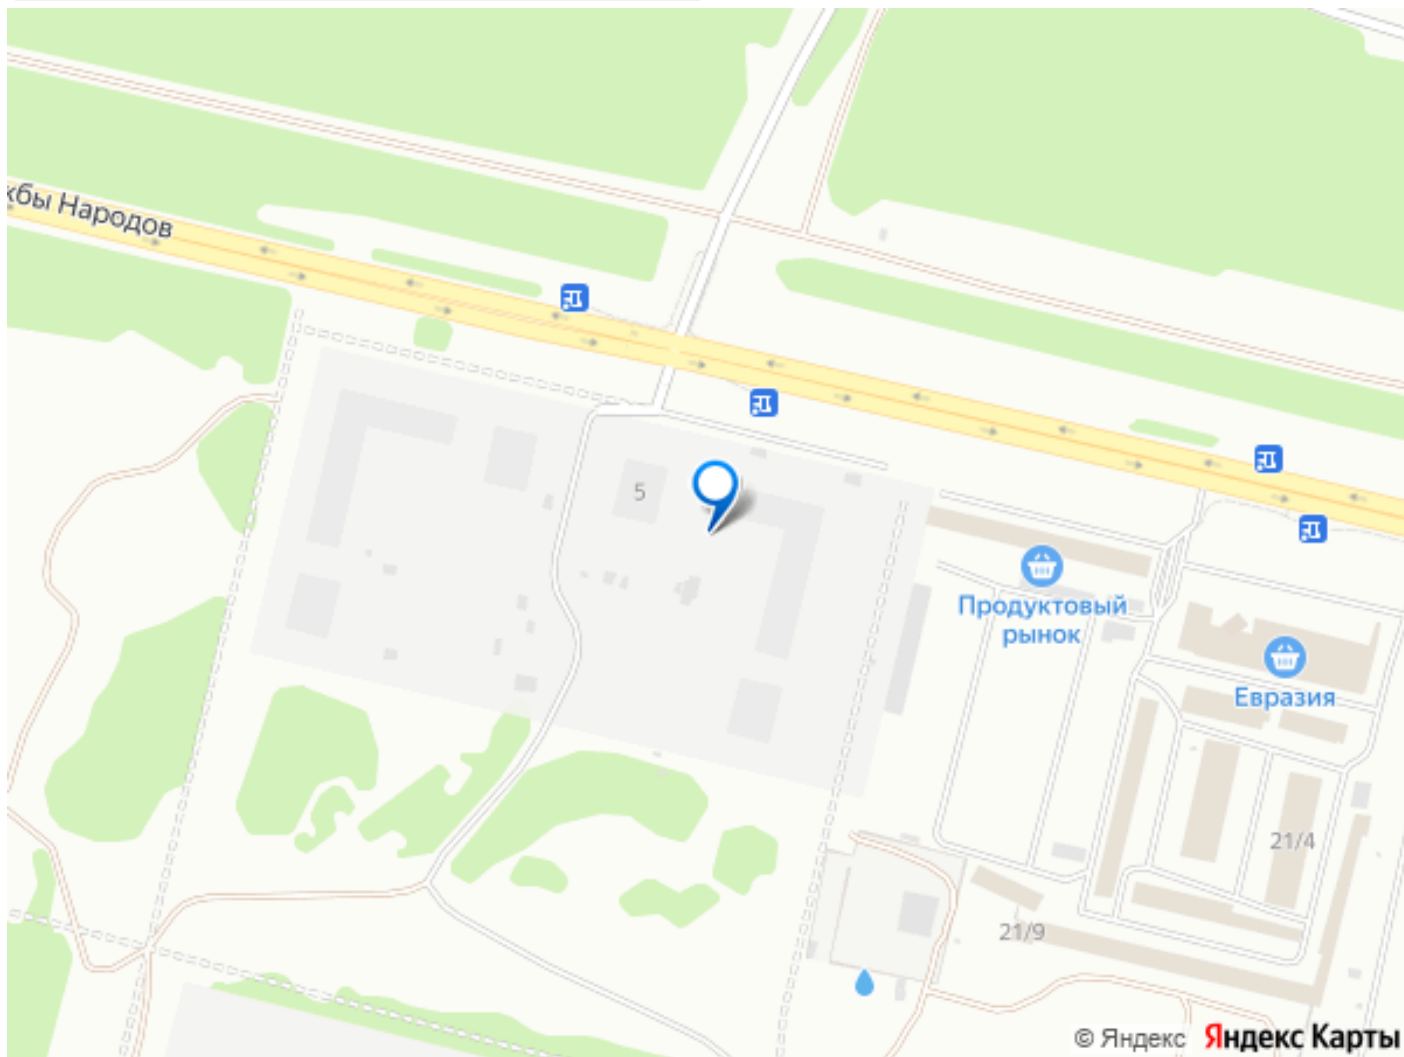 жбы Народов
5
Продуктовый
рынок
Евразия
21/4
21/9
© Яндекс Яндекс Карты